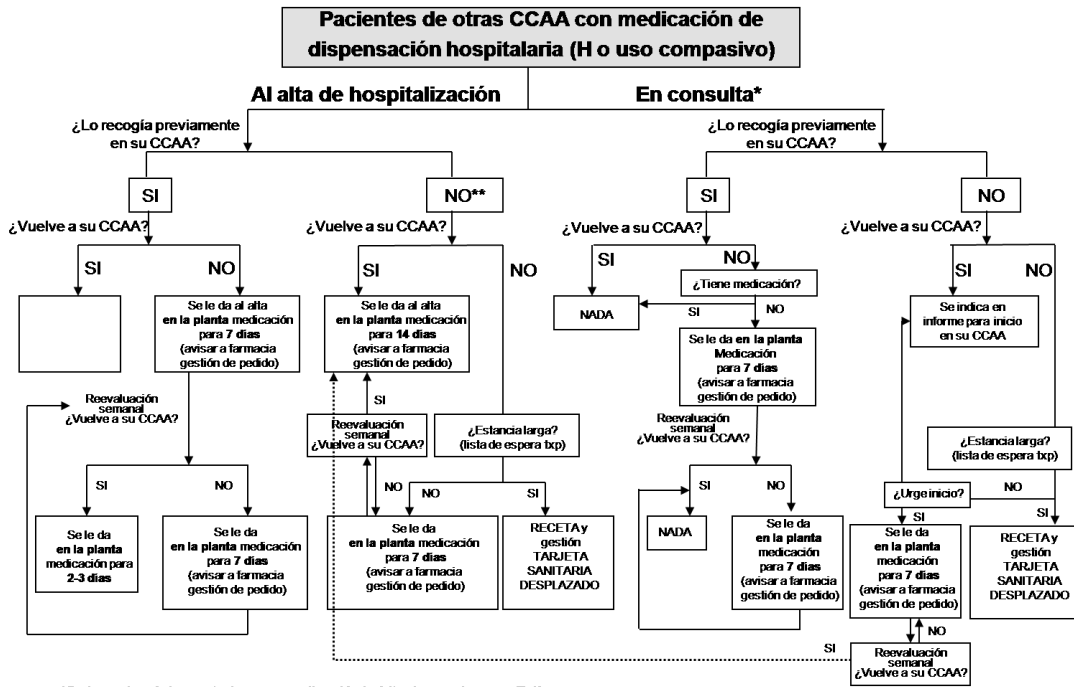 Pacientes de otras CCAA con medicación de
dispensación hospitalaria (H o uso compasivo)
Al alta de hospitalización
En consulta*
¿Lo recogía previamente
en su CCAA?
¿Lo recogía previamente
en su CCAA?
SI
NO**
SI
NO
¿Vuelve a su CCAA?
¿Vuelve a su CCAA?
¿Vuelve a su CCAA?
¿Vuelve a su CCAA?
SI
NO
SI
NO
SI
NO
SI
NO
Se le da al alta
en la planta medicación
para 7 días
(avisar a farmacia
gestión de pedido)
Se le da al alta
en la planta medicación
para 14 días
(avisar a farmacia
gestión de pedido)
NADA
¿Tiene medicación?
SI
NO
Se le da en la planta
Medicación
para 7 días
(avisar a farmacia
gestión de pedido)
Se indica en
informe para inicio
en su CCAA
Reevaluación
semanal
¿Vuelve a su CCAA?
SI
Reevaluación
semanal
¿Vuelve a su CCAA?
¿Estancia larga?
(lista de espera txp)
Reevaluación
semanal
¿Vuelve a su CCAA?
¿Estancia larga?
(lista de espera txp)
SI
NO
NO
NO
SI
SI
NO
¿Urge inicio?
NO
SI
SI
Se le da
en la planta
medicación para
2-3 días
Se le da
en la planta medicación
para 7 días
(avisar a farmacia
gestión de pedido)
Se le da
en la planta medicación
para 7 días
(avisar a farmacia
gestión de pedido)
RECETA y
gestión
TARJETA
SANITARIA
DESPLAZADO
NADA
Se le da
en la planta
medicación
para 7 días
(avisar a farmacia
gestión de pedido)
Se le da
en la planta
medicación
para 7 días
(avisar a farmacia
gestión de pedido)
RECETA y
gestión
TARJETA
SANITARIA
DESPLAZADO
SI
NO
Reevaluación
semanal
¿Vuelve a su CCAA?